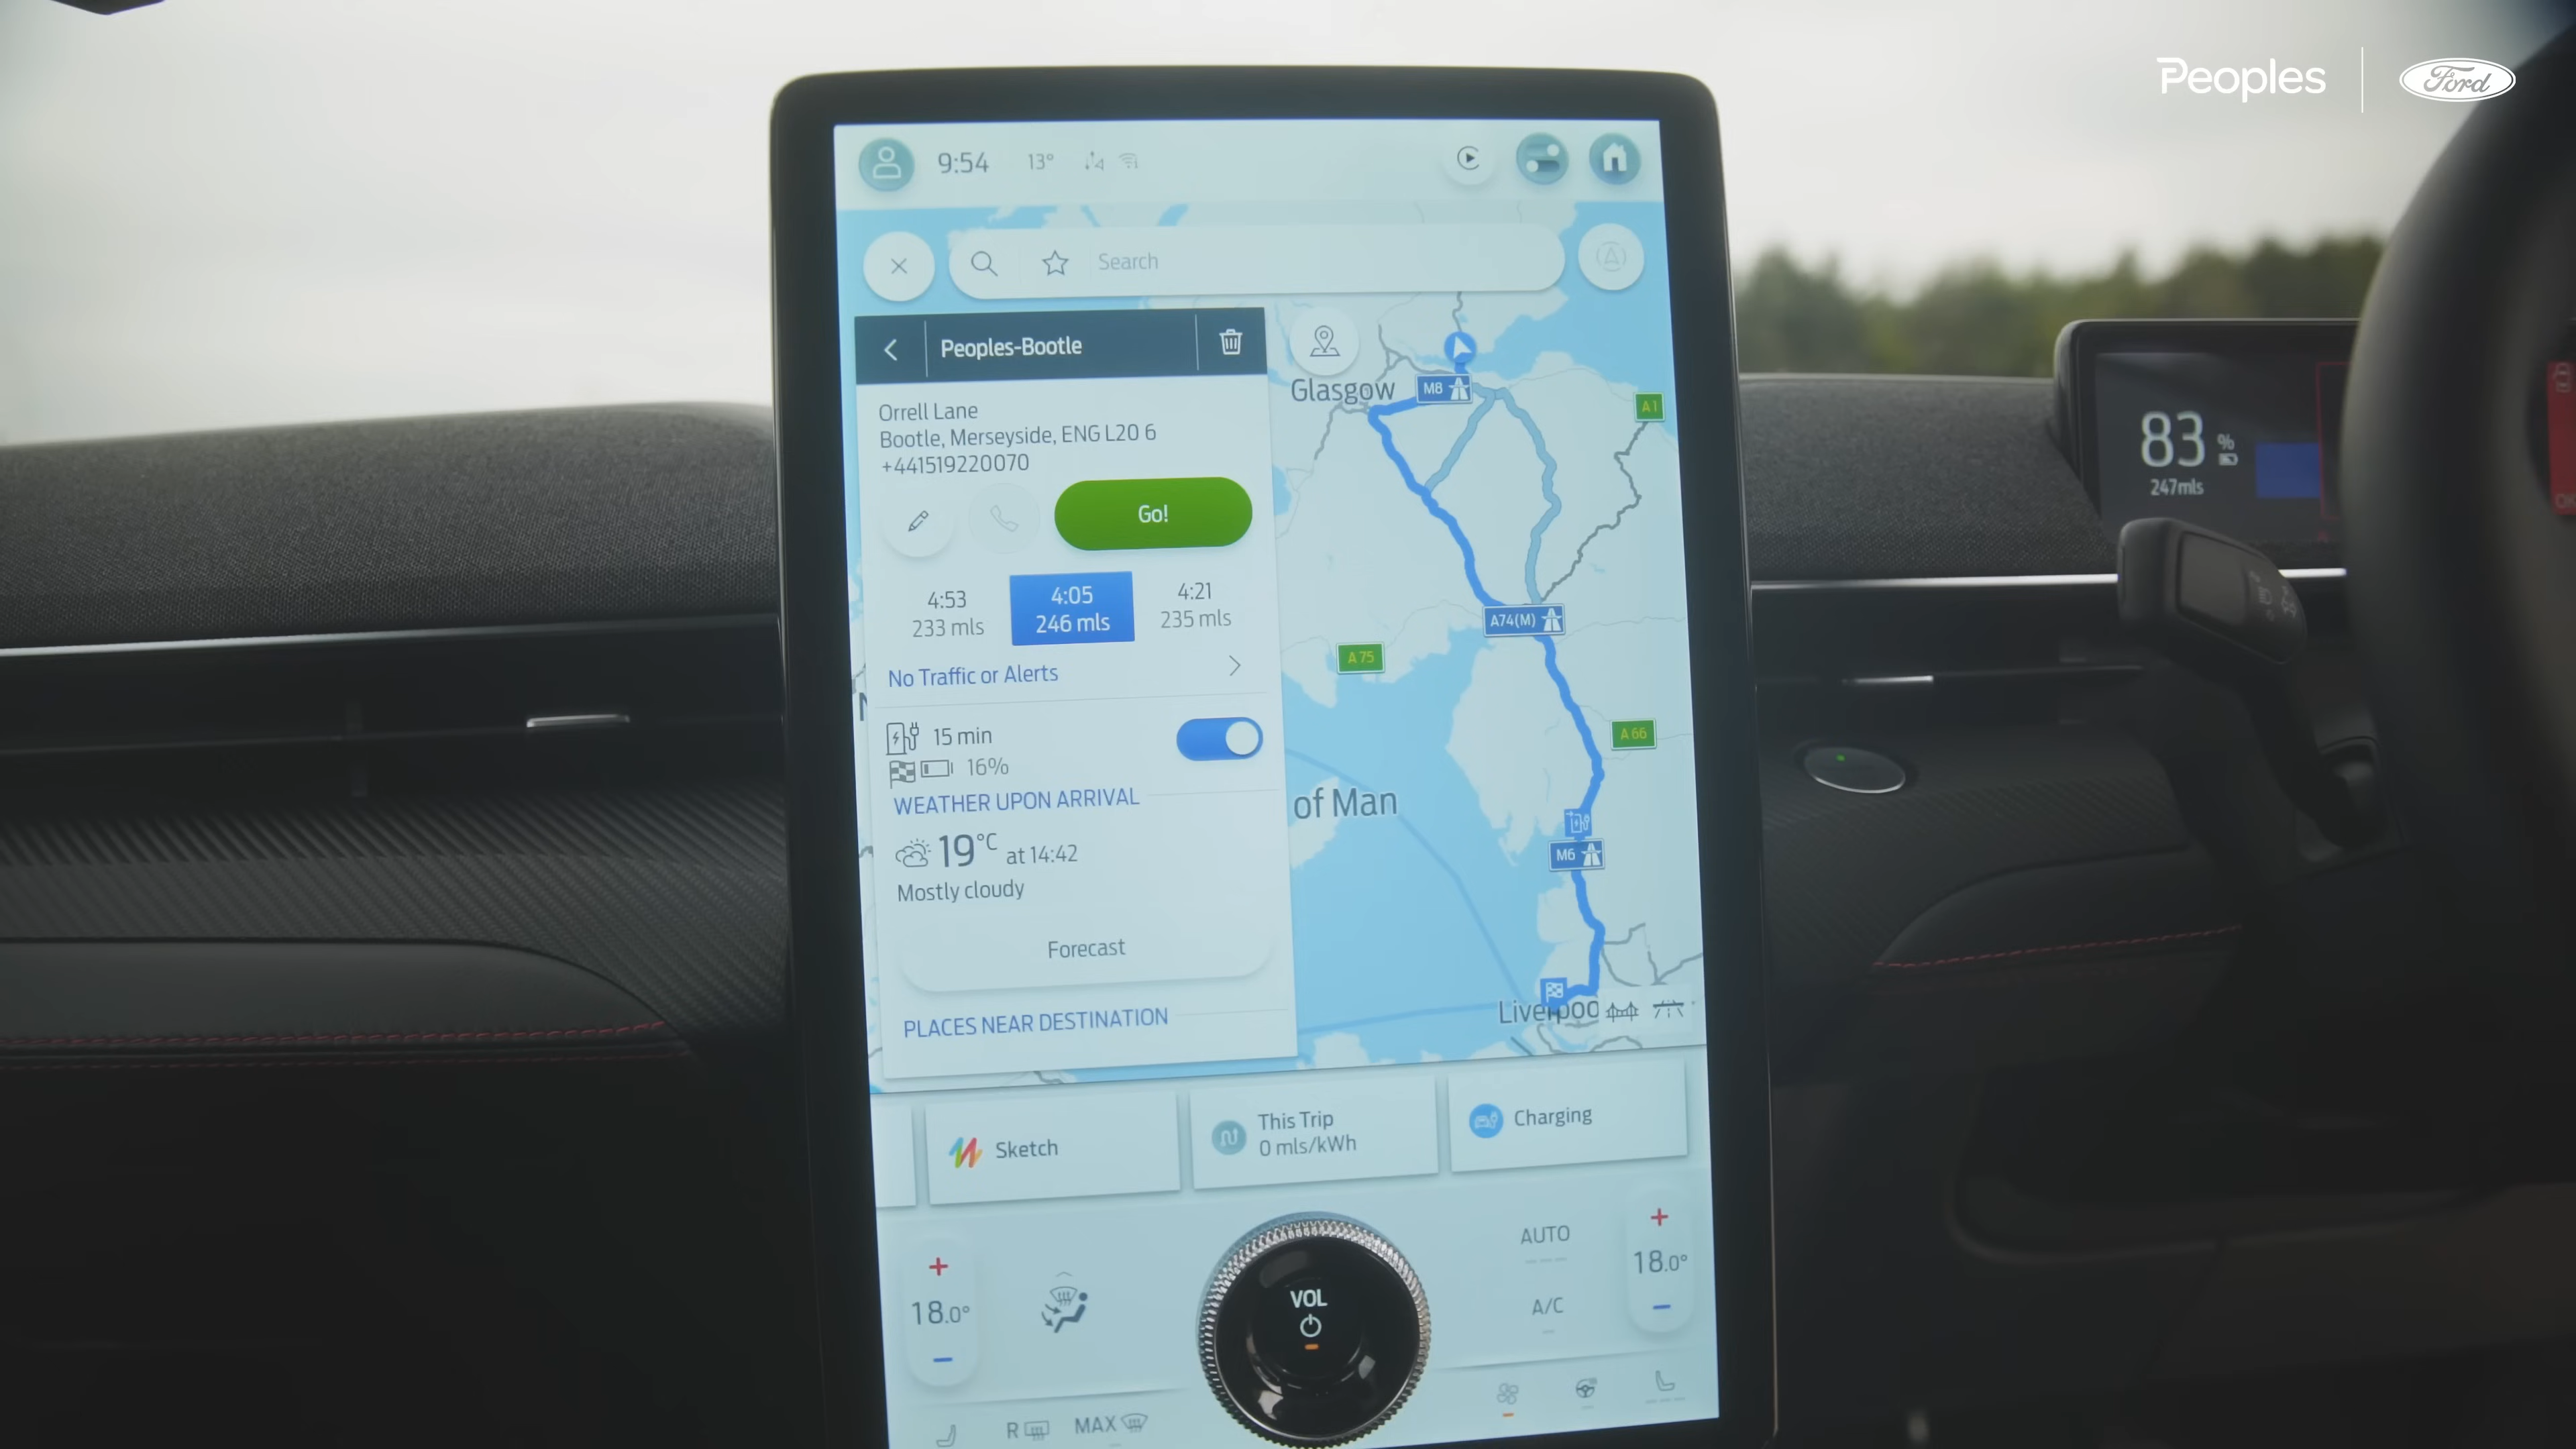 Peoples
Ford
9:54
13°
Search
Peoples-Bootle
Orrell Lane
Bootle, Merseyside, ENG L20 6
+441519220070
Go!
4:53
233 mls
4:05
246 mls
4:21
235 mls
No Traffic or Alerts
15 min
16%
WEATHER UPON ARRIVAL
19°C at 14:42
Mostly cloudy
Forecast
PLACES NEAR DESTINATION
Glasgow
M8
A1
A74(M)
A75
A66
of Man
M6
Liverpoo
Sketch
This Trip
0 mls/kWh
Charging
18.0°
VOL
AUTO
A/C
18.0°
R
MAX
83 %
247mls